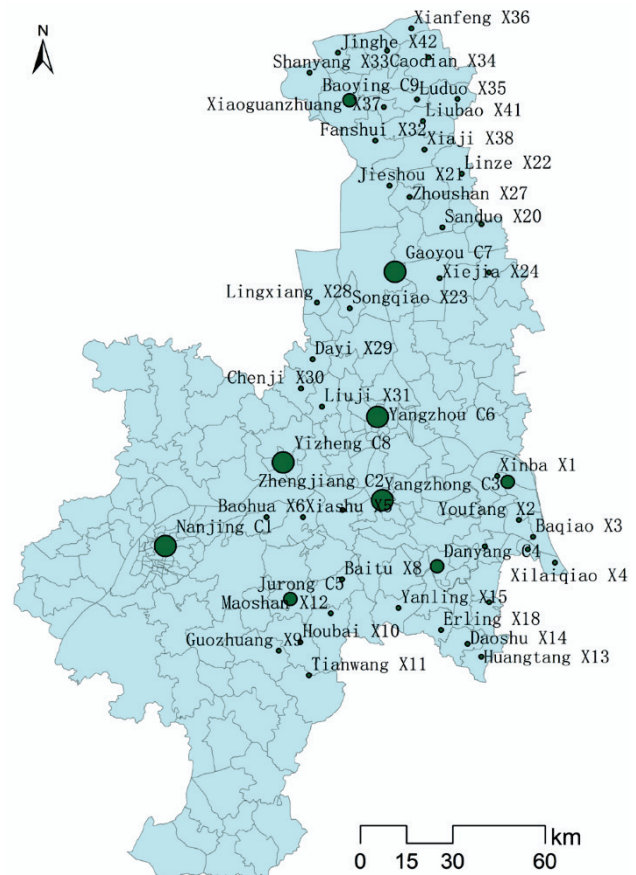 Xianfeng X36
N
Jinghe X42
Shanyang X33
Caodian X34
Baoying C9
Luduo X35
Xiaoguanzhuang X37
Liubao X41
Fanshui X32
Xiaji X38
Linze X22
Jieshou X21
Zhoushan X27
Sanduo X20
Gaoyou C7
Xiejia X24
Lingxiang X28
Songqiao X23
Dayi X29
Chenji X30
Liuji X31
Yangzhou C6
Yizheng C8
Xinba X1
Zhengjiang C2
Yangzhong C3
Baohua X6
Xiashu X5
Youfang X2
Nanjing C1
Baqiao X3
Danyang C4
Baitu X8
Xilaiqiao X4
Jurong C5
Maoshan X12
Yanling X15
Erling X18
Guozhuang X9
Houbai X10
Daoshu X14
Tianwang X11
Huangtang X13
km
0 15 30 60